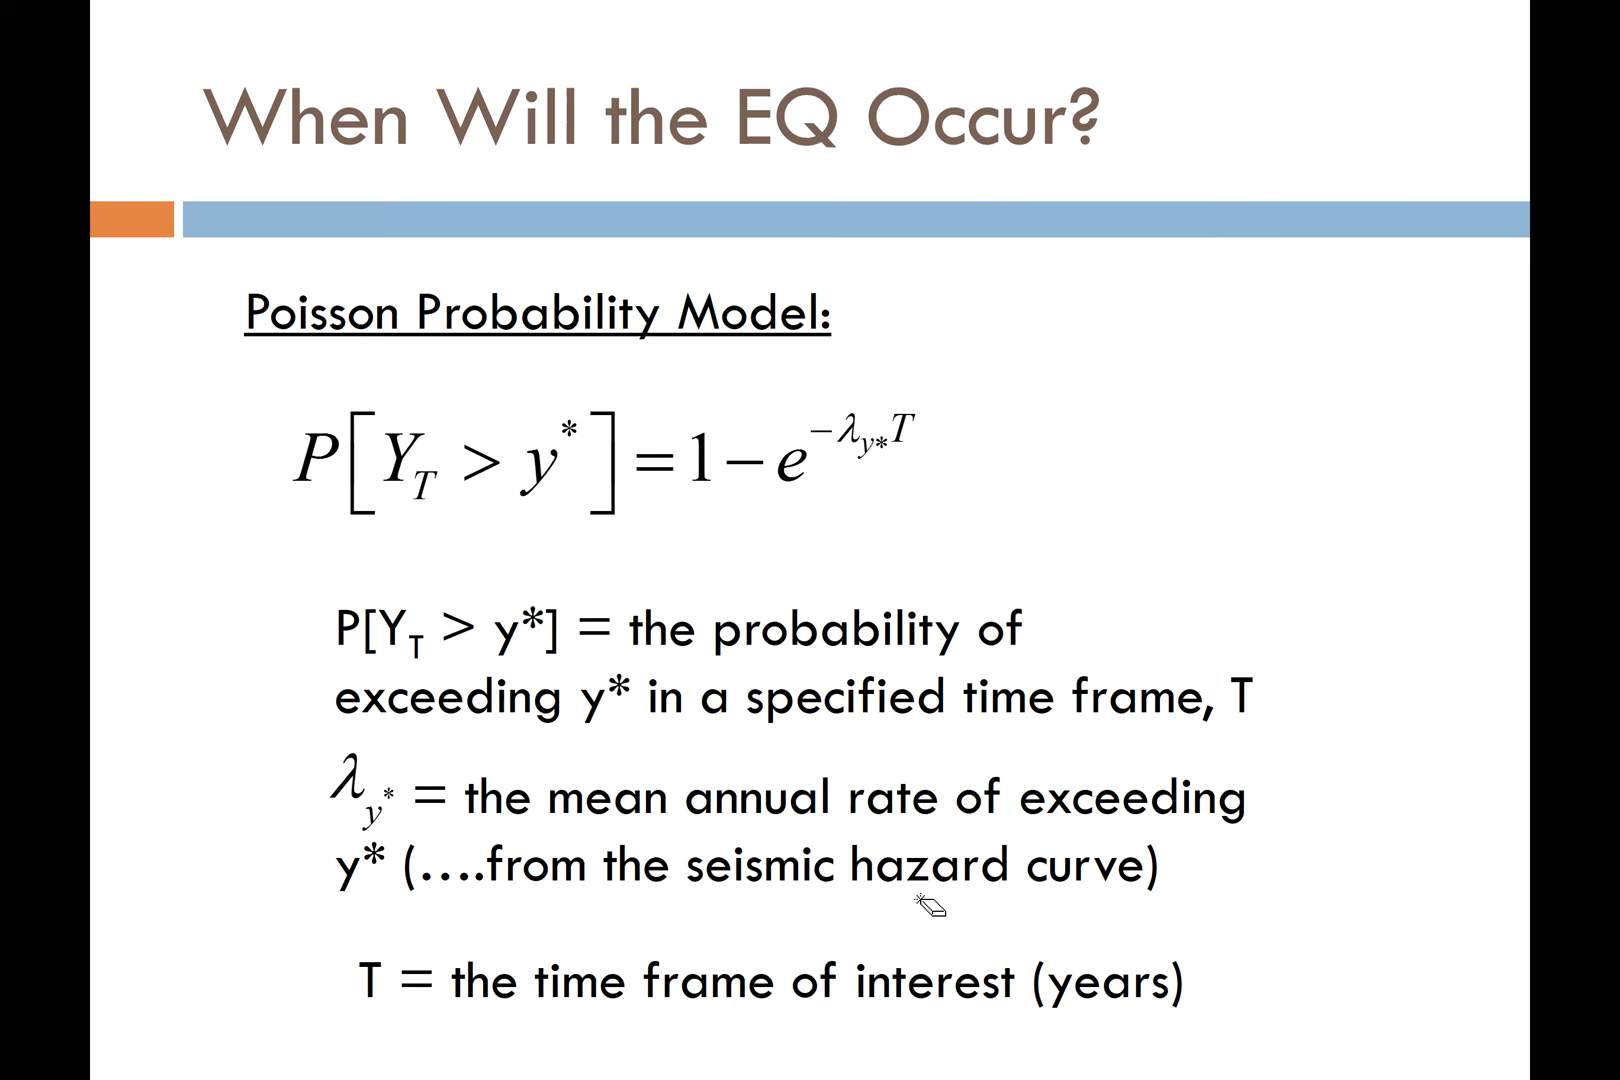 When Will the EQ Occur?
Poisson Probability Model:
P[Y_T > y^*] = 1 − e^{−λ_{y*}T}
P[Y_T > y*] = the probability of
exceeding y* in a specified time frame, T
λ_{y*} = the mean annual rate of exceeding
y* (....from the seismic hazard curve)
T = the time frame of interest (years)